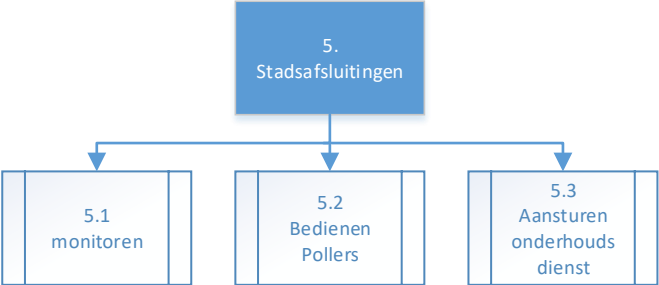 5.
Stadsafsluitingen
5.1
monitoren
5.2
Bedienen
Pollers
5.3
Aansturen
onderhouds
dienst